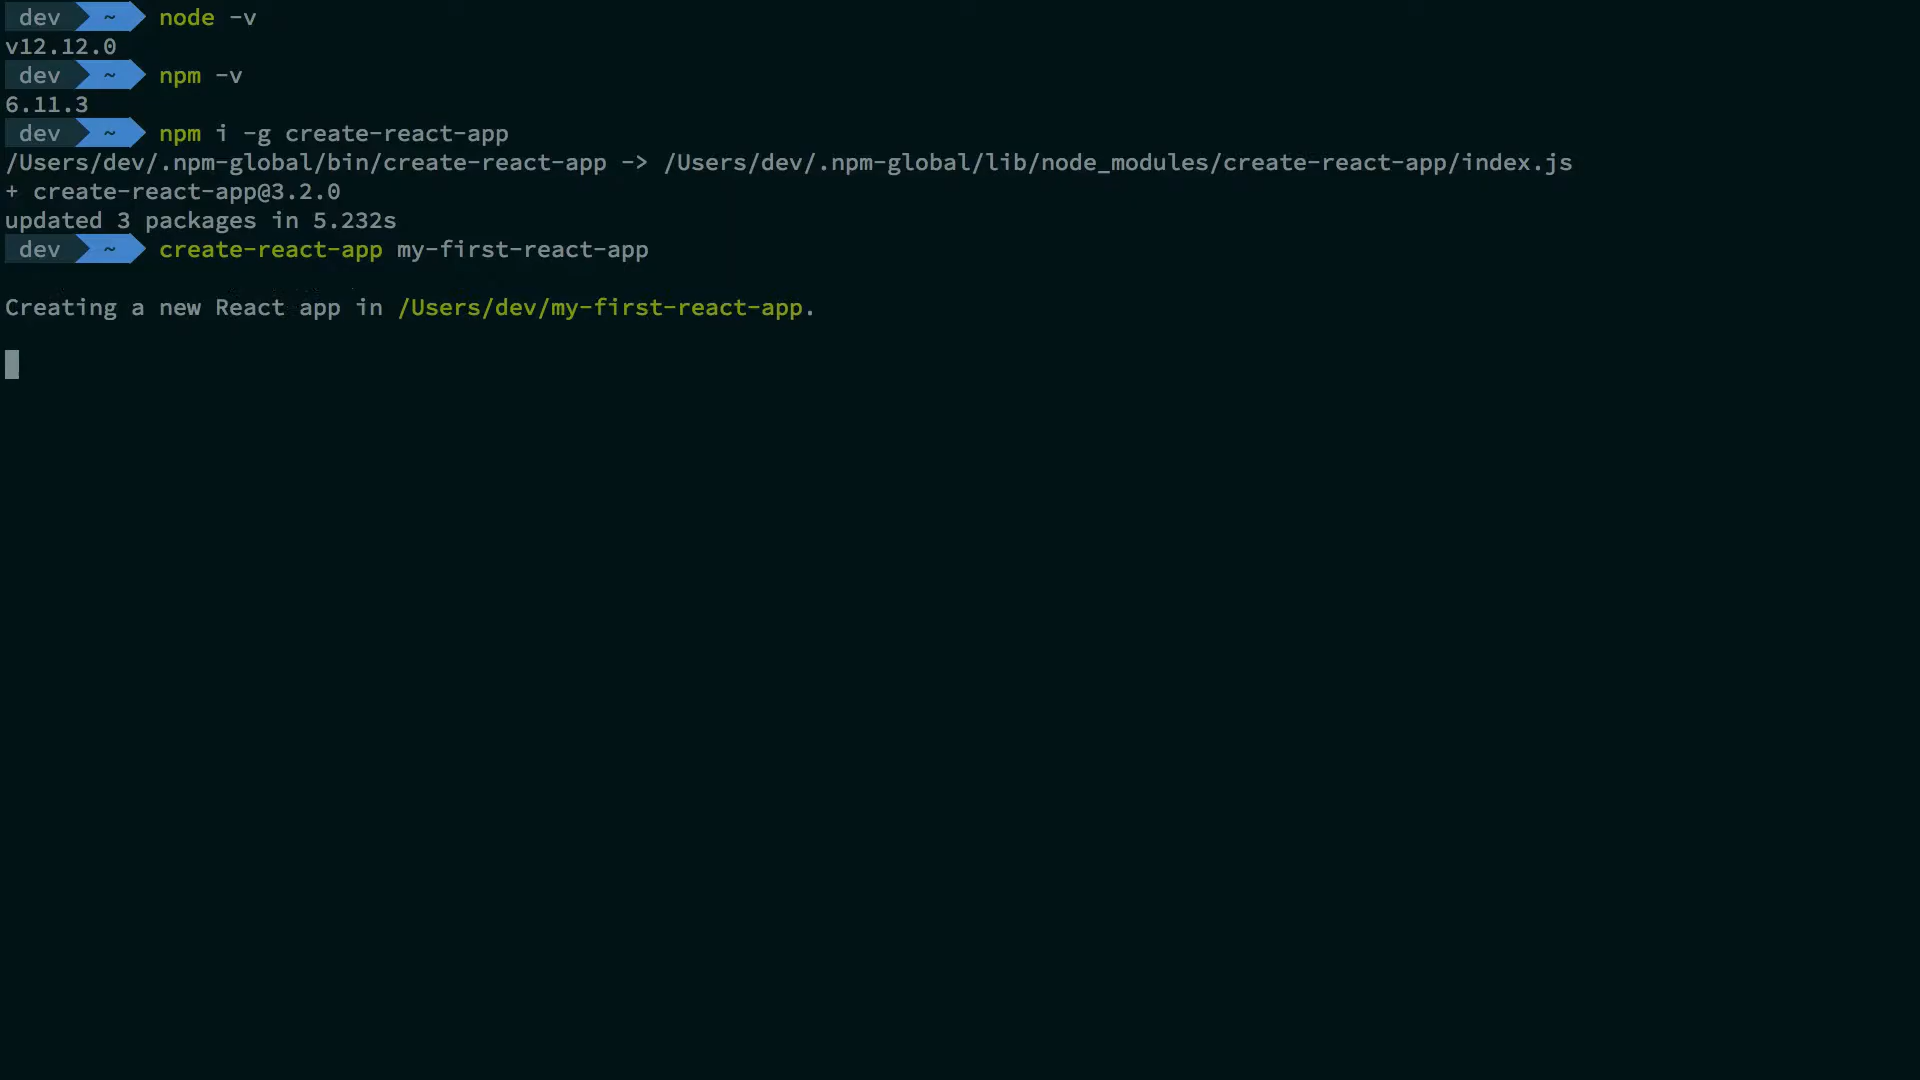 dev ~ node -v
v12.12.0
dev ~ npm -v
6.11.3
dev ~ npm i -g create-react-app
/Users/dev/.npm-global/bin/create-react-app -> /Users/dev/.npm-global/lib/node_modules/create-react-app/index.js
+ create-react-app@3.2.0
updated 3 packages in 5.232s
dev ~ create-react-app my-first-react-app
Creating a new React app in /Users/dev/my-first-react-app.